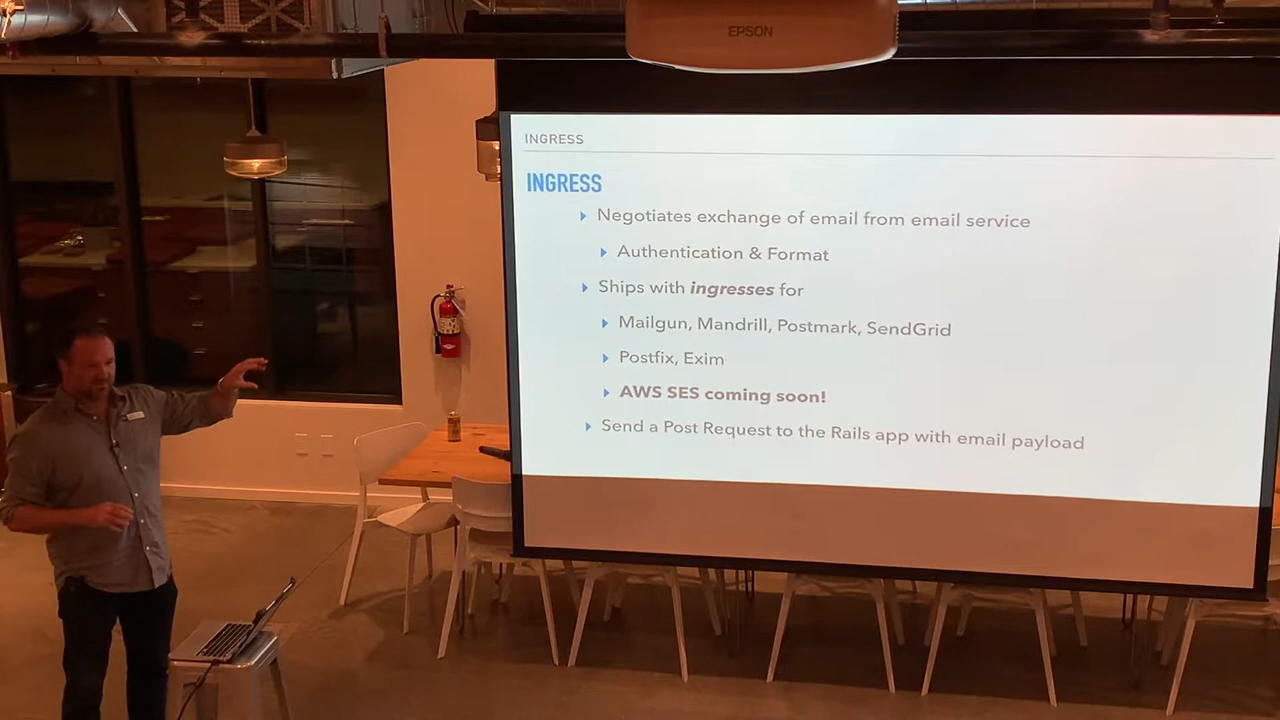 EPSON
INGRESS
INGRESS
Negotiates exchange of email from email service
Authentication & Format
Ships with ingresses for
Mailgun, Mandrill, Postmark, SendGrid
Postfix, Exim
AWS SES coming soon!
Send a Post Request to the Rails app with email payload